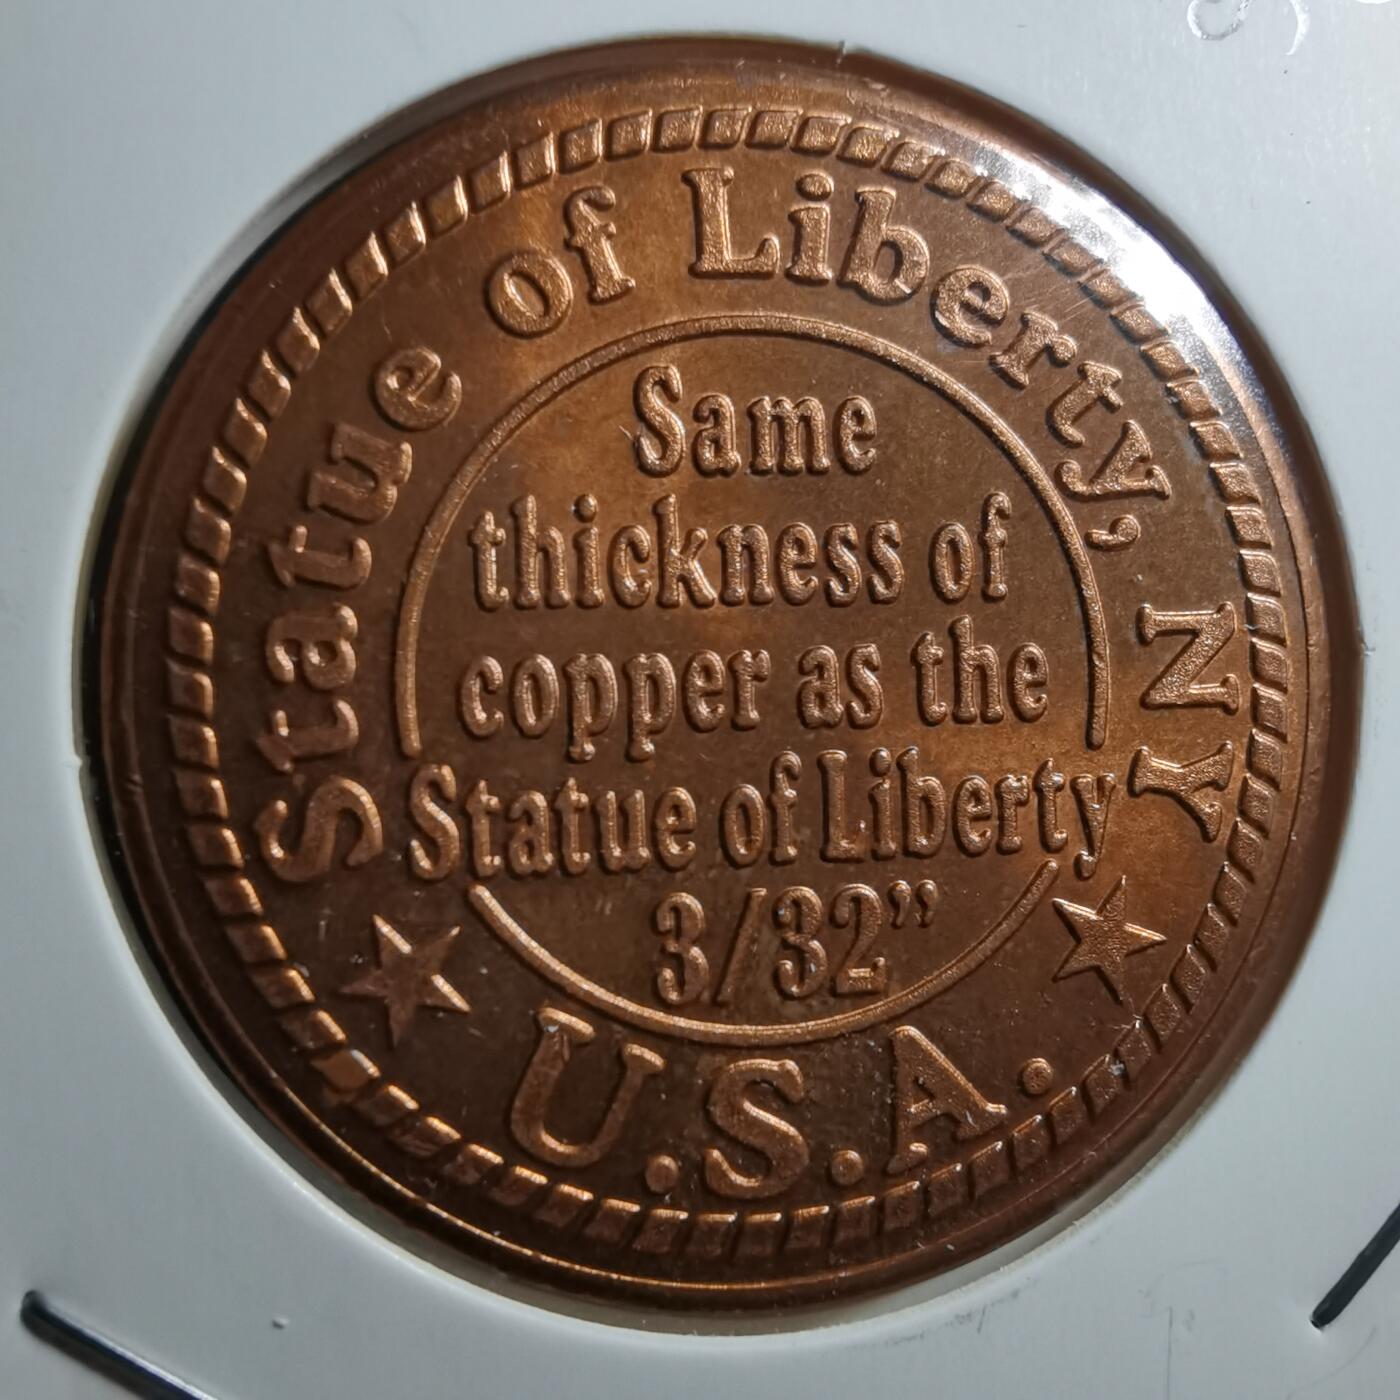 Statue of Liberty, NY
Same
thickness of
copper as the
Statue of Liberty
3/32”
U.S.A.